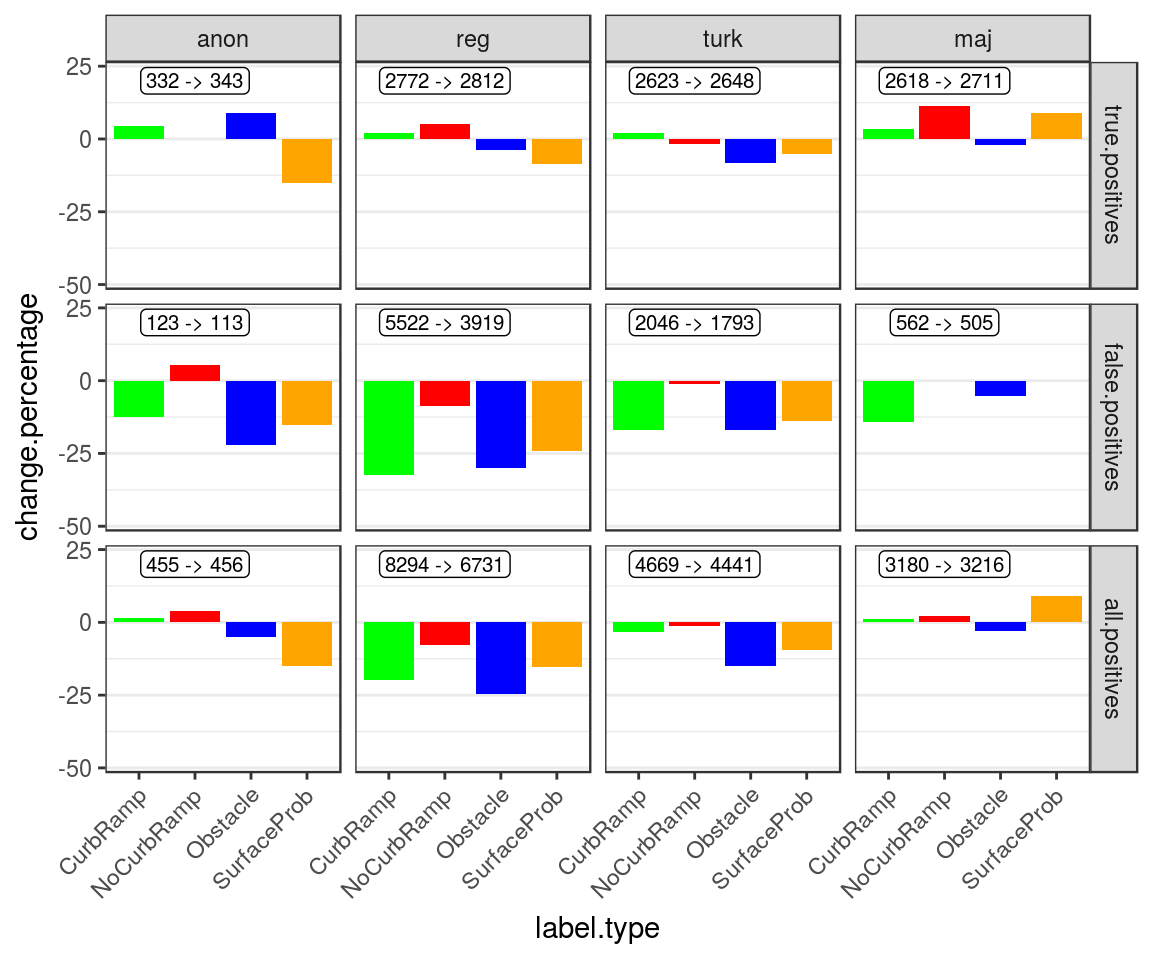 anon reg turk maj
25 332 -> 343 2772 -> 2812 2623 -> 2648 2618 -> 2711
0
-25
-50
true.positives
25 123 -> 113 5522 -> 3919 2046 -> 1793 562 -> 505
0
-25
-50
false.positives
25 455 -> 456 8294 -> 6731 4669 -> 4441 3180 -> 3216
0
-25
-50
all.positives
change.percentage
CurbRamp NoCurbRamp Obstacle SurfaceProb CurbRamp NoCurbRamp Obstacle SurfaceProb CurbRamp NoCurbRamp Obstacle SurfaceProb CurbRamp NoCurbRamp Obstacle SurfaceProb
label.type